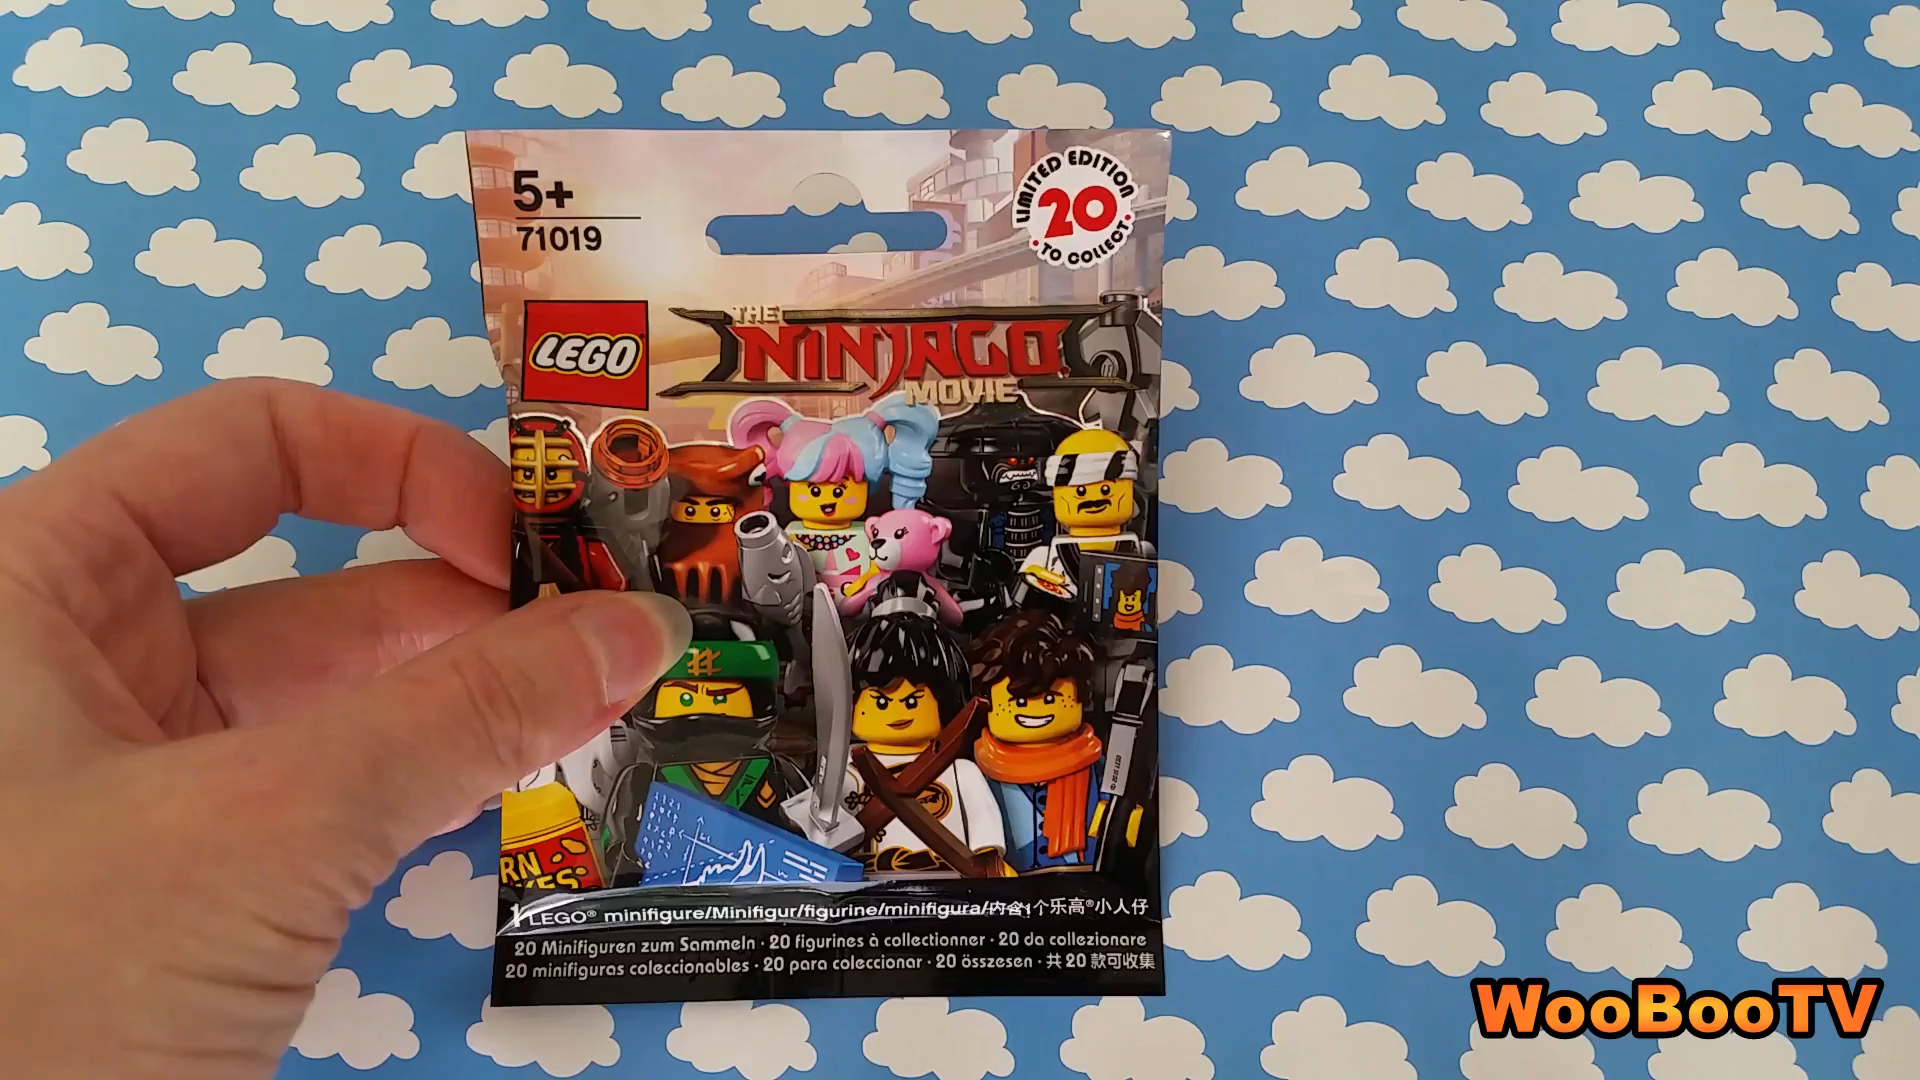 5+
71019
LIMITED EDITION
20
TO COLLECT
LEGO
THE
NINJAGO
MOVIE
RN
1 LEGO® minifigure/Minifigur/figurine/minifigura/内含1个乐高®小人仔
20 Minifiguren zum Sammeln · 20 figurines à collectionner · 20 da collezionare
20 minifiguras coleccionables · 20 para coleccionar · 20 összesen · 共 20 款可收集
WooBooTV